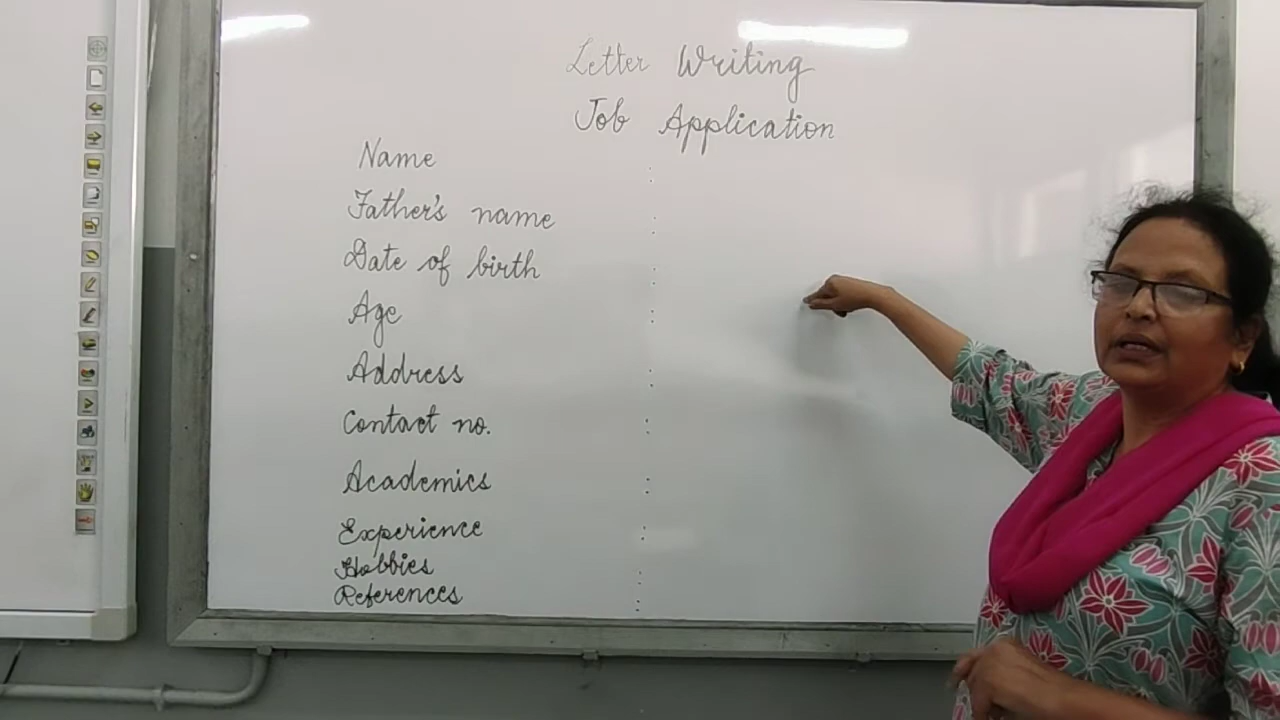 Letter Writing
Job Application
Name :
Father's name :
Date of birth :
Age :
Address :
Contact no. :
Academics :
Experience :
Hobbies :
References :